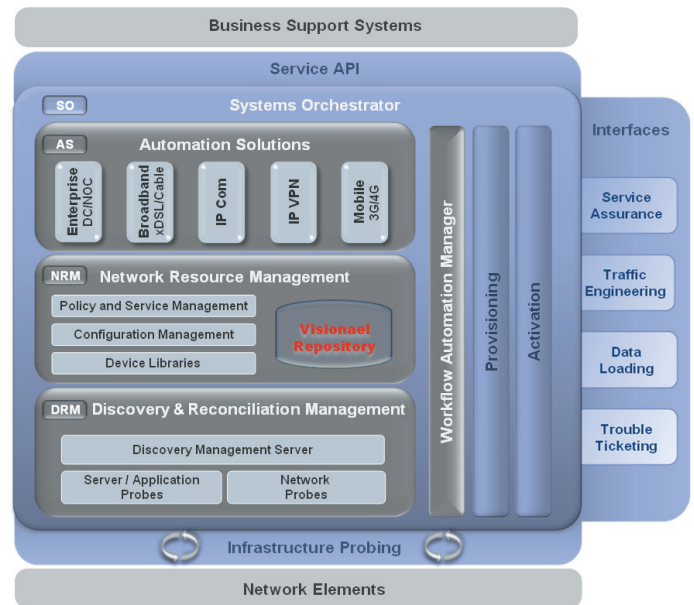 Business Support Systems
Service API
SO
Systems Orchestrator
AS
Automation Solutions
Enterprise
DC/NOC
Broadband
xDSL/Cable
IP Com
IP VPN
Mobile
3G/4G
NRM
Network Resource Management
Policy and Service Management
Configuration Management
Device Libraries
Visionael
Repository
DRM
Discovery & Reconciliation Management
Discovery Management Server
Server / Application
Probes
Network
Probes
Workflow Automation Manager
Provisioning
Activation
Interfaces
Service
Assurance
Traffic
Engineering
Data
Loading
Trouble
Ticketing
Infrastructure Probing
Network Elements